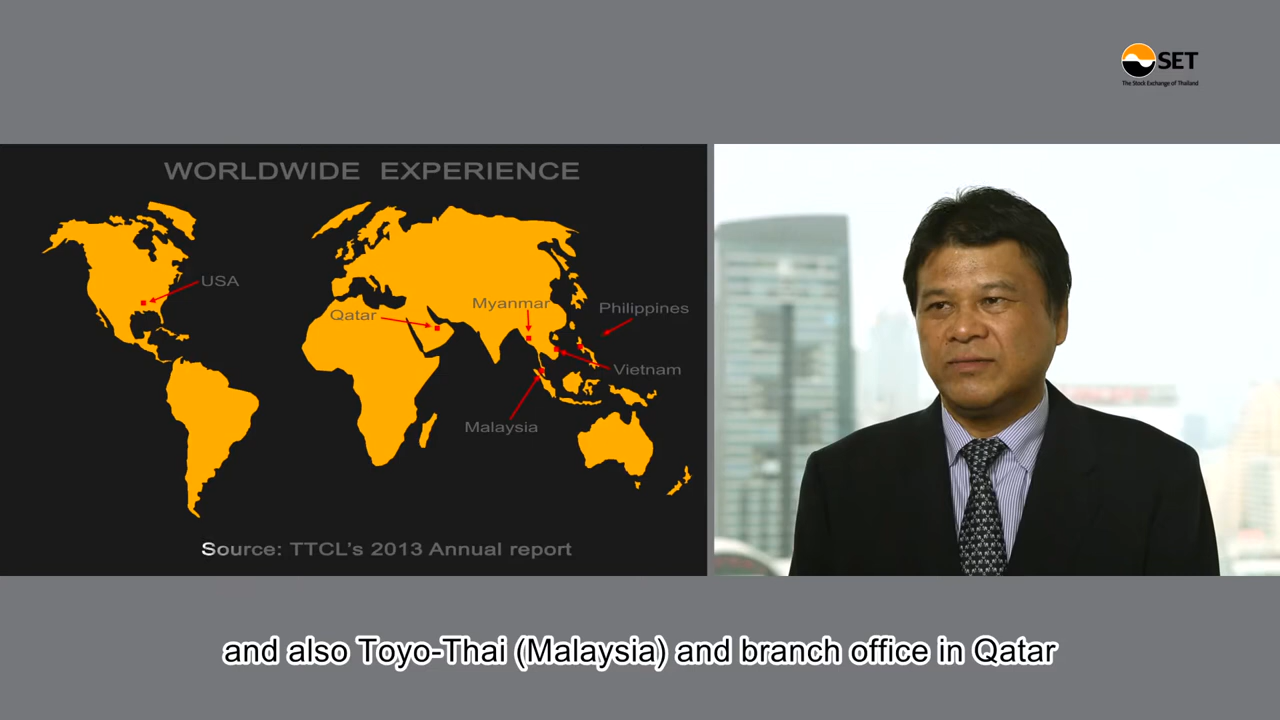 SET
The Stock Exchange of Thailand
WORLDWIDE EXPERIENCE
USA
Qatar
Myanmar
Philippines
Vietnam
Malaysia
Source: TTCL's 2013 Annual report
and also Toyo-Thai (Malaysia) and branch office in Qatar